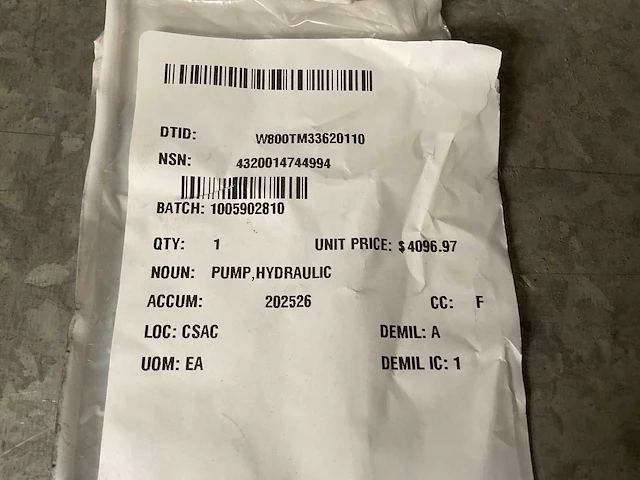 DTID: W800TM33620110
NSN: 4320014744994
BATCH: 1005902810
QTY: 1 UNIT PRICE: $4096.97
NOUN: PUMP,HYDRAULIC
ACCUM: 202526 CC: F
LOC: CSAC DEMIL: A
UOM: EA DEMIL IC: 1